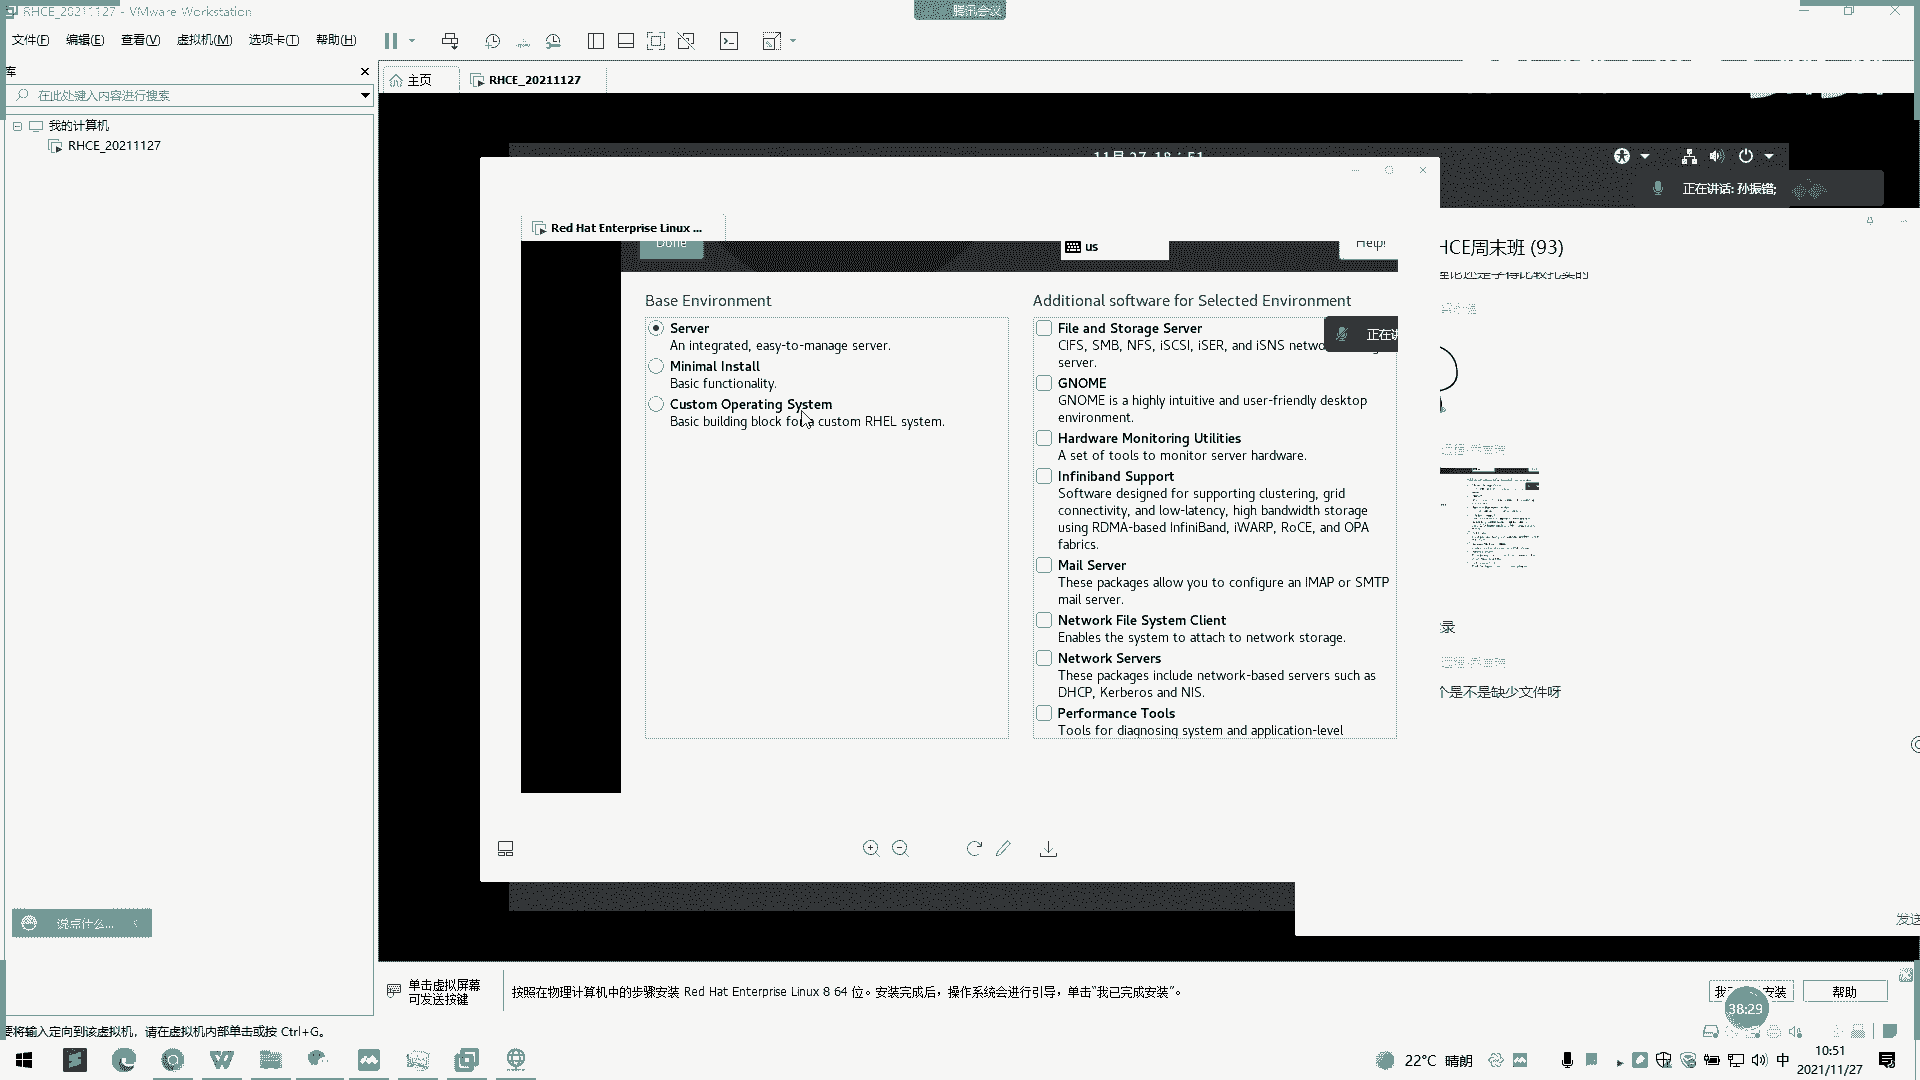 RHCE_20211127 - VMware Workstation
腾讯会议
文件(F) 编辑(E) 查看(V) 虚拟机(M) 选项卡(T) 帮助(H)
库
主页
RHCE_20211127
在此处键入内容进行搜索
我的计算机
RHCE_20211127
11月 27, 18:51
正在讲话: 孙振锴;
Red Hat Enterprise Linux ...
Done
us
Help!
HCE周末班 (93)
Base Environment
Server
An integrated, easy-to-manage server.
Minimal Install
Basic functionality.
Custom Operating System
Basic building block for a custom RHEL system.
Additional software for Selected Environment
File and Storage Server
CIFS, SMB, NFS, iSCSI, iSER, and iSNS
server.
正在讲
GNOME
GNOME is a highly intuitive and user-friendly desktop
environment.
Hardware Monitoring Utilities
A set of tools to monitor server hardware.
Infiniband Support
Software designed for supporting clustering, grid
connectivity, and low-latency, high bandwidth storage
using RDMA-based InfiniBand, iWARP, RoCE, and OPA
fabrics.
Mail Server
These packages allow you to configure an IMAP or SMTP
mail server.
Network File System Client
Enables the system to attach to network storage.
Network Servers
These packages include network-based servers such as
DHCP, Kerberos and NIS.
Performance Tools
Tools for diagnosing system and application-level
录
个是不是缺少文件呀
发送
说点什么...
单击虚拟屏幕
可发送按键
按照在物理计算机中的步骤安装 Red Hat Enterprise Linux 8 64 位。安装完成后，操作系统会进行引导，单击“我已完成安装”。
安装
帮助
38:29
要将输入定向到该虚拟机，请在虚拟机内部单击或按 Ctrl+G。
22°C 晴朗
中
10:51
2021/11/27